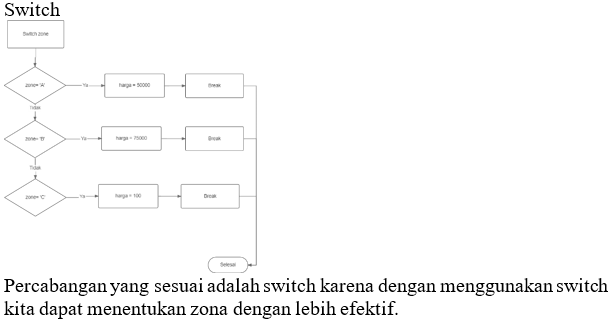 Switch
Switch zone
zone= 'A'
Ya
harga = 50000
Break
Tidak
zone= 'B'
Ya
harga = 75000
Break
Tidak
zone= 'C'
Ya
harga = 100
Break
Selesai
Percabangan yang sesuai adalah switch karena dengan menggunakan switch
kita dapat menentukan zona dengan lebih efektif.